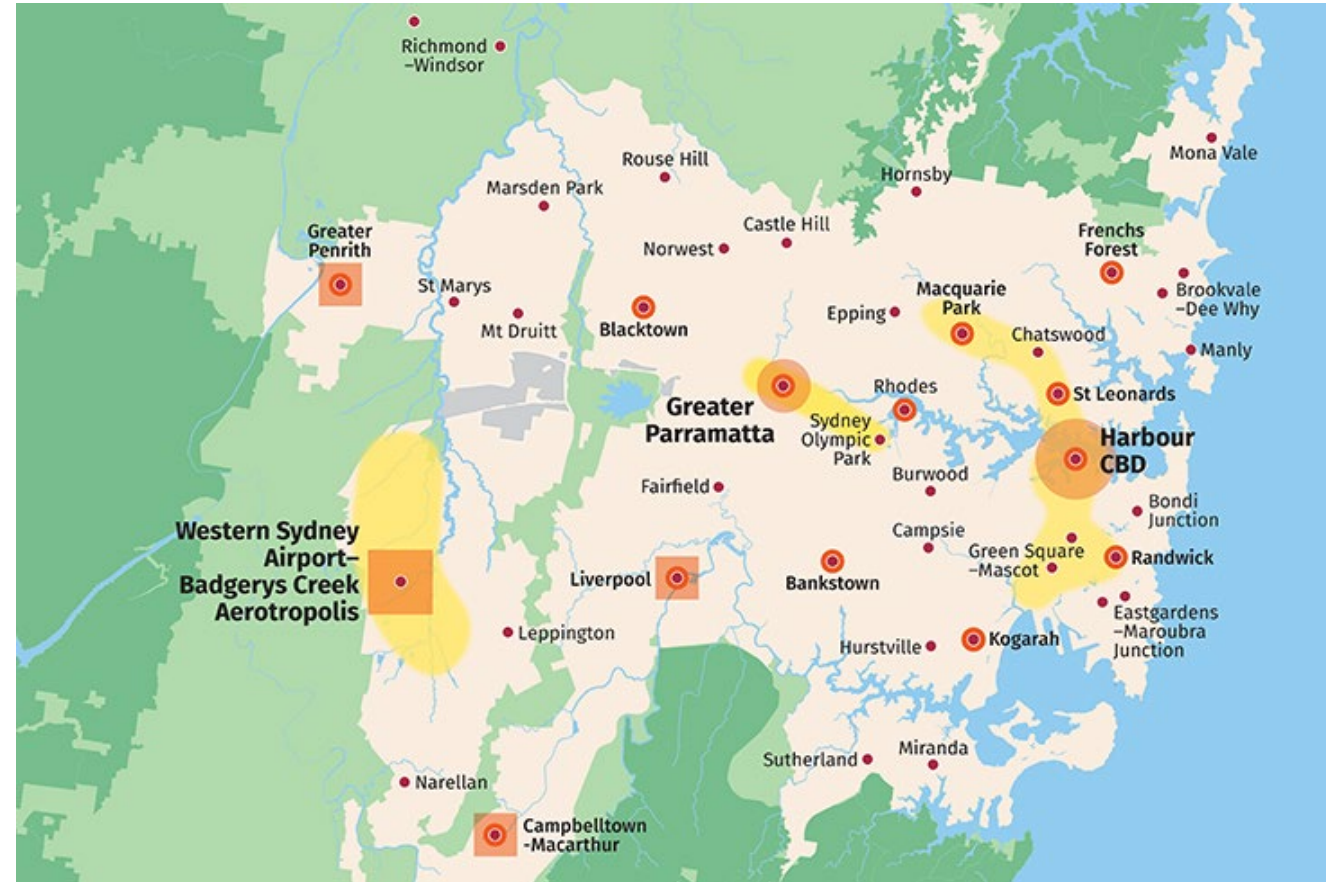 Richmond
–Windsor
Mona Vale
Rouse Hill
Hornsby
Marsden Park
Castle Hill
Greater
Penrith
Norwest
Frenchs
Forest
St Marys
Macquarie
Park
Brookvale
–Dee Why
Mt Druitt
Blacktown
Epping
Chatswood
Manly
Greater
Parramatta
Rhodes
St Leonards
Sydney
Olympic
Park
Harbour
CBD
Burwood
Fairfield
Bondi
Junction
Western Sydney
Airport–
Badgerys Creek
Aerotropolis
Campsie
Green Square
–Mascot
Randwick
Liverpool
Bankstown
Eastgardens
–Maroubra
Junction
Leppington
Hurstville
Kogarah
Sutherland
Miranda
Narellan
Campbelltown
-Macarthur